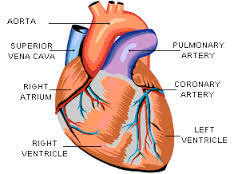 AORTA
SUPERIOR
VENA CAVA
PULMONARY
ARTERY
RIGHT
ATRIUM
CORONARY
ARTERY
LEFT
VENTRICLE
RIGHT
VENTRICLE